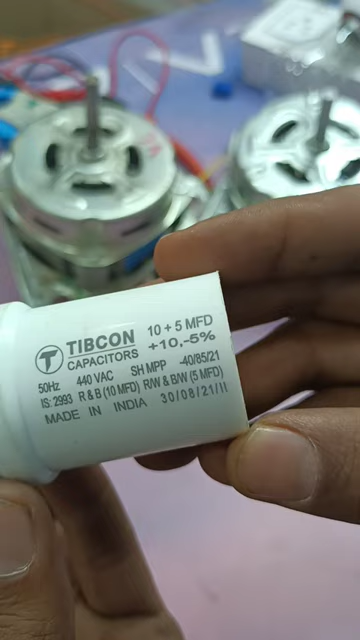 TIBCON 10 + 5 MFD
CAPACITORS +10,-5%
50Hz 440 VAC SH MPP -40/85/21
IS: 2993 R & B (10 MFD) R/W & B/W (5 MFD)
MADE IN INDIA 30/08/21/II